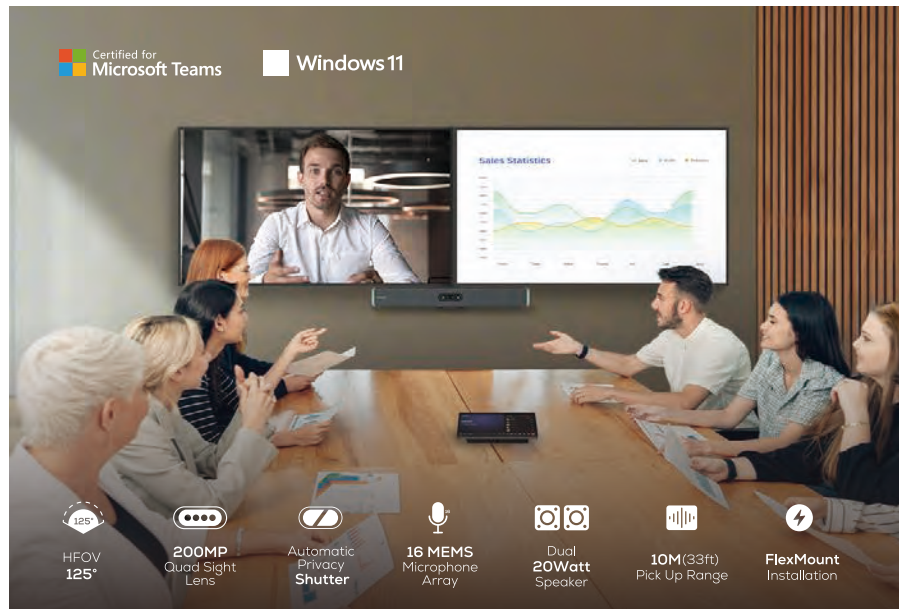 Certified for
Microsoft Teams
Windows 11
Sales Statistics
125°
HFOV
125°
200MP
Quad Sight
Lens
Automatic
Privacy
Shutter
16 MEMS
Microphone
Array
Dual
20Watt
Speaker
10M(33ft)
Pick Up Range
FlexMount
Installation